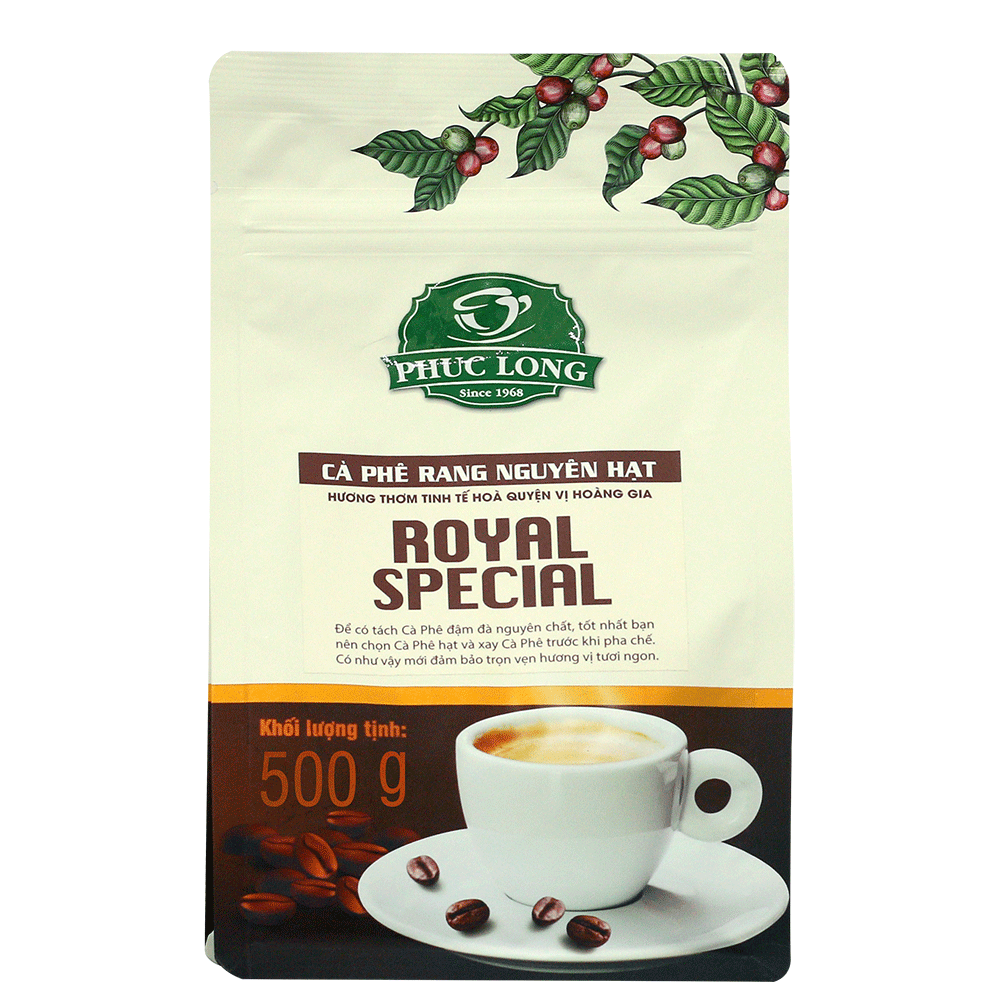 PHUC LONG
Since 1968
CÀ PHÊ RANG NGUYÊN HẠT
HƯƠNG THƠM TINH TẾ HOÀ QUYỆN VỊ HOÀNG GIA
ROYAL
SPECIAL
Để có tách Cà Phê đậm đà nguyên chất, tốt nhất bạn
nên chọn Cà Phê hạt và xay Cà Phê trước khi pha chế.
Có như vậy mới đảm bảo trọn vẹn hương vị tươi ngon.
Khối lượng tịnh:
500 g